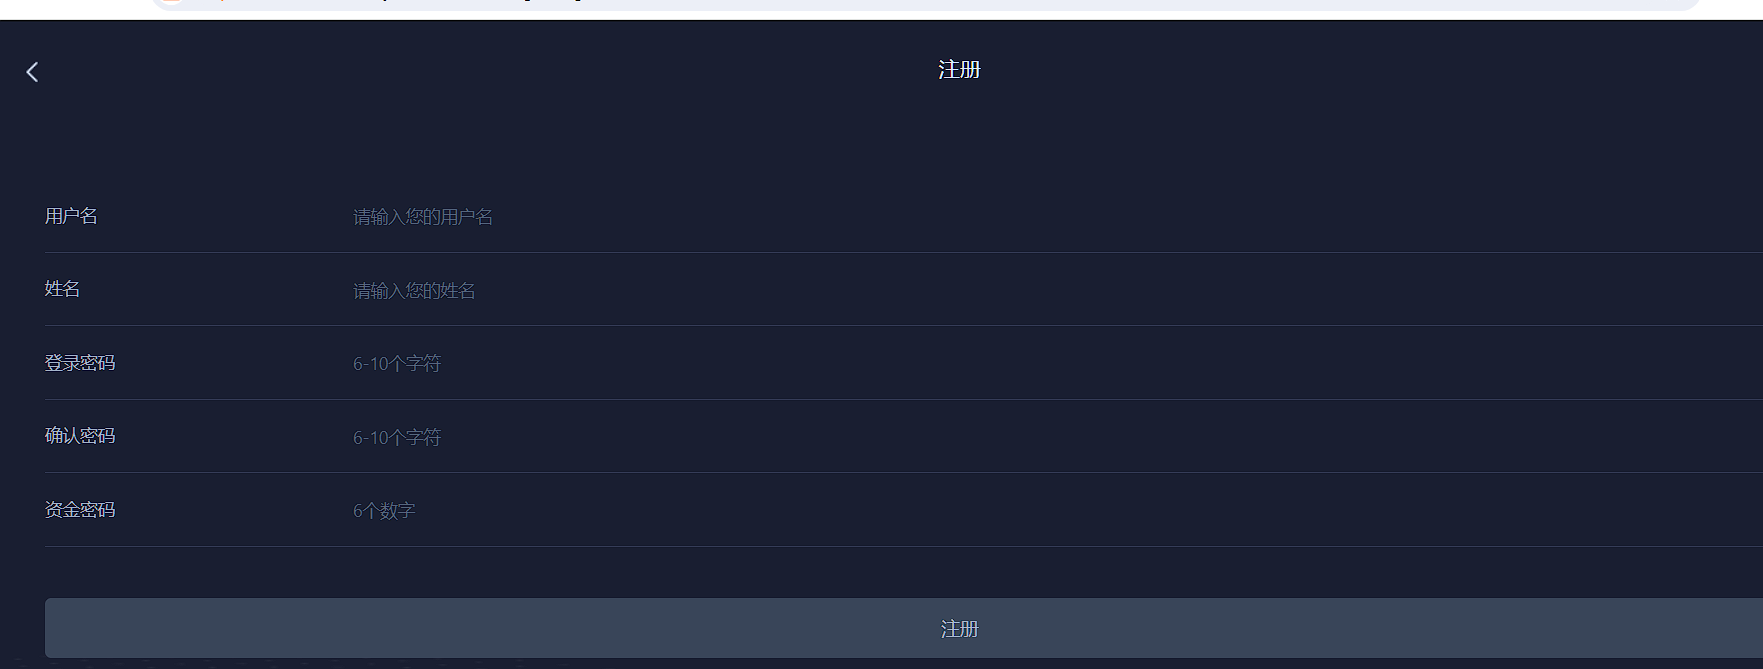 注册
用户名 请输入您的用户名
姓名 请输入您的姓名
登录密码 6-10个字符
确认密码 6-10个字符
资金密码 6个数字
注册